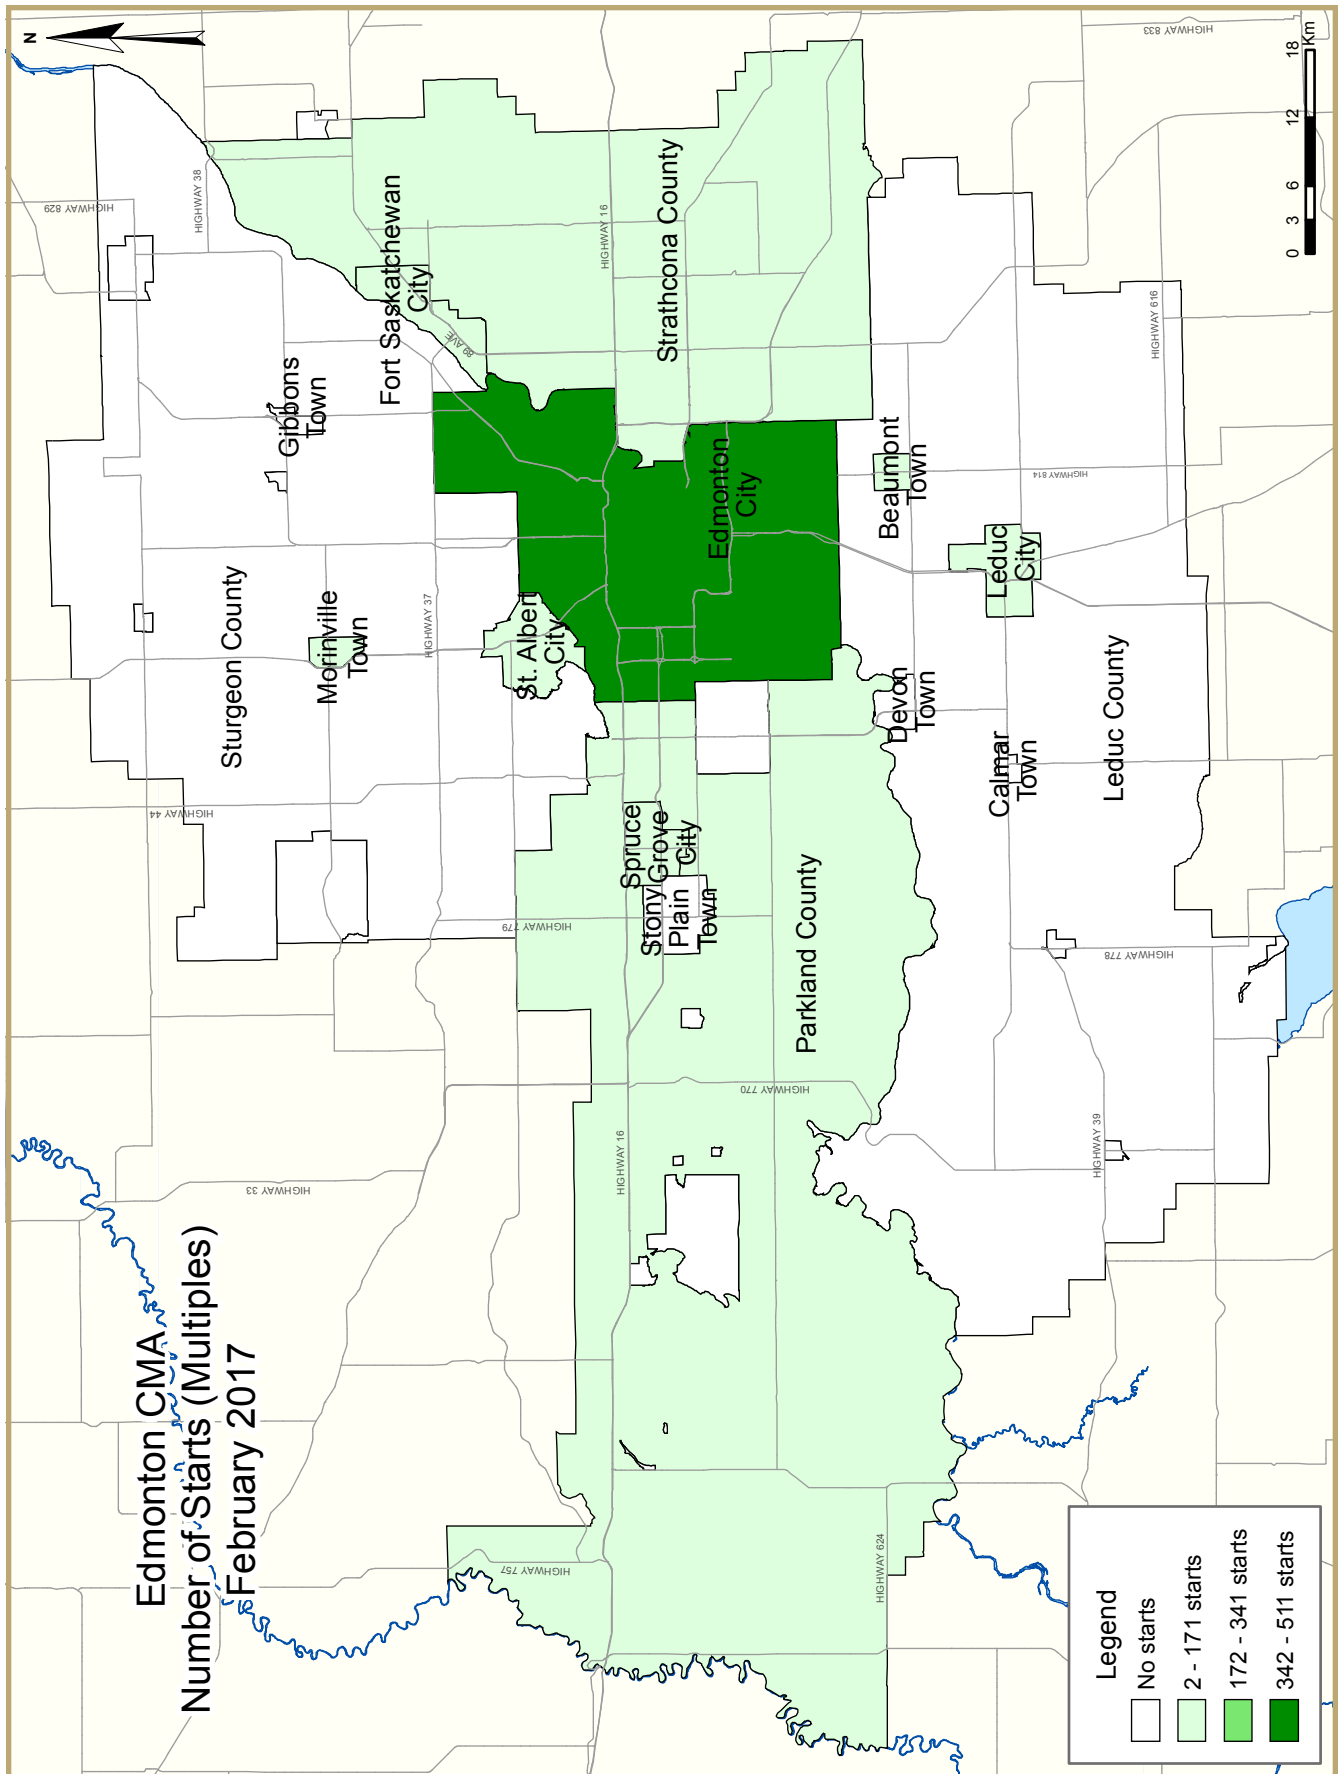 Edmonton CMA
Number of Starts (Multiples)
February 2017
N
HIGHWAY 833
HIGHWAY 829
HIGHWAY 38
Gibbons
Town
Fort Saskatchewan
City
89 AVE
HIGHWAY 16
Strathcona County
Sturgeon County
Morinville
Town
HIGHWAY 37
St. Albert
City
Edmonton
City
Beaumont
Town
HIGHWAY 814
HIGHWAY 616
Leduc
City
HIGHWAY 44
HIGHWAY 779
Spruce
Grove
City
Stony
Plain
Town
Parkland County
Devon
Town
Calmar
Town
Leduc County
HIGHWAY 778
HIGHWAY 770
HIGHWAY 33
HIGHWAY 16
HIGHWAY 39
HIGHWAY 757
HIGHWAY 624
Legend
No starts
2 - 171 starts
172 - 341 starts
342 - 511 starts
0 3 6 12 18
Km